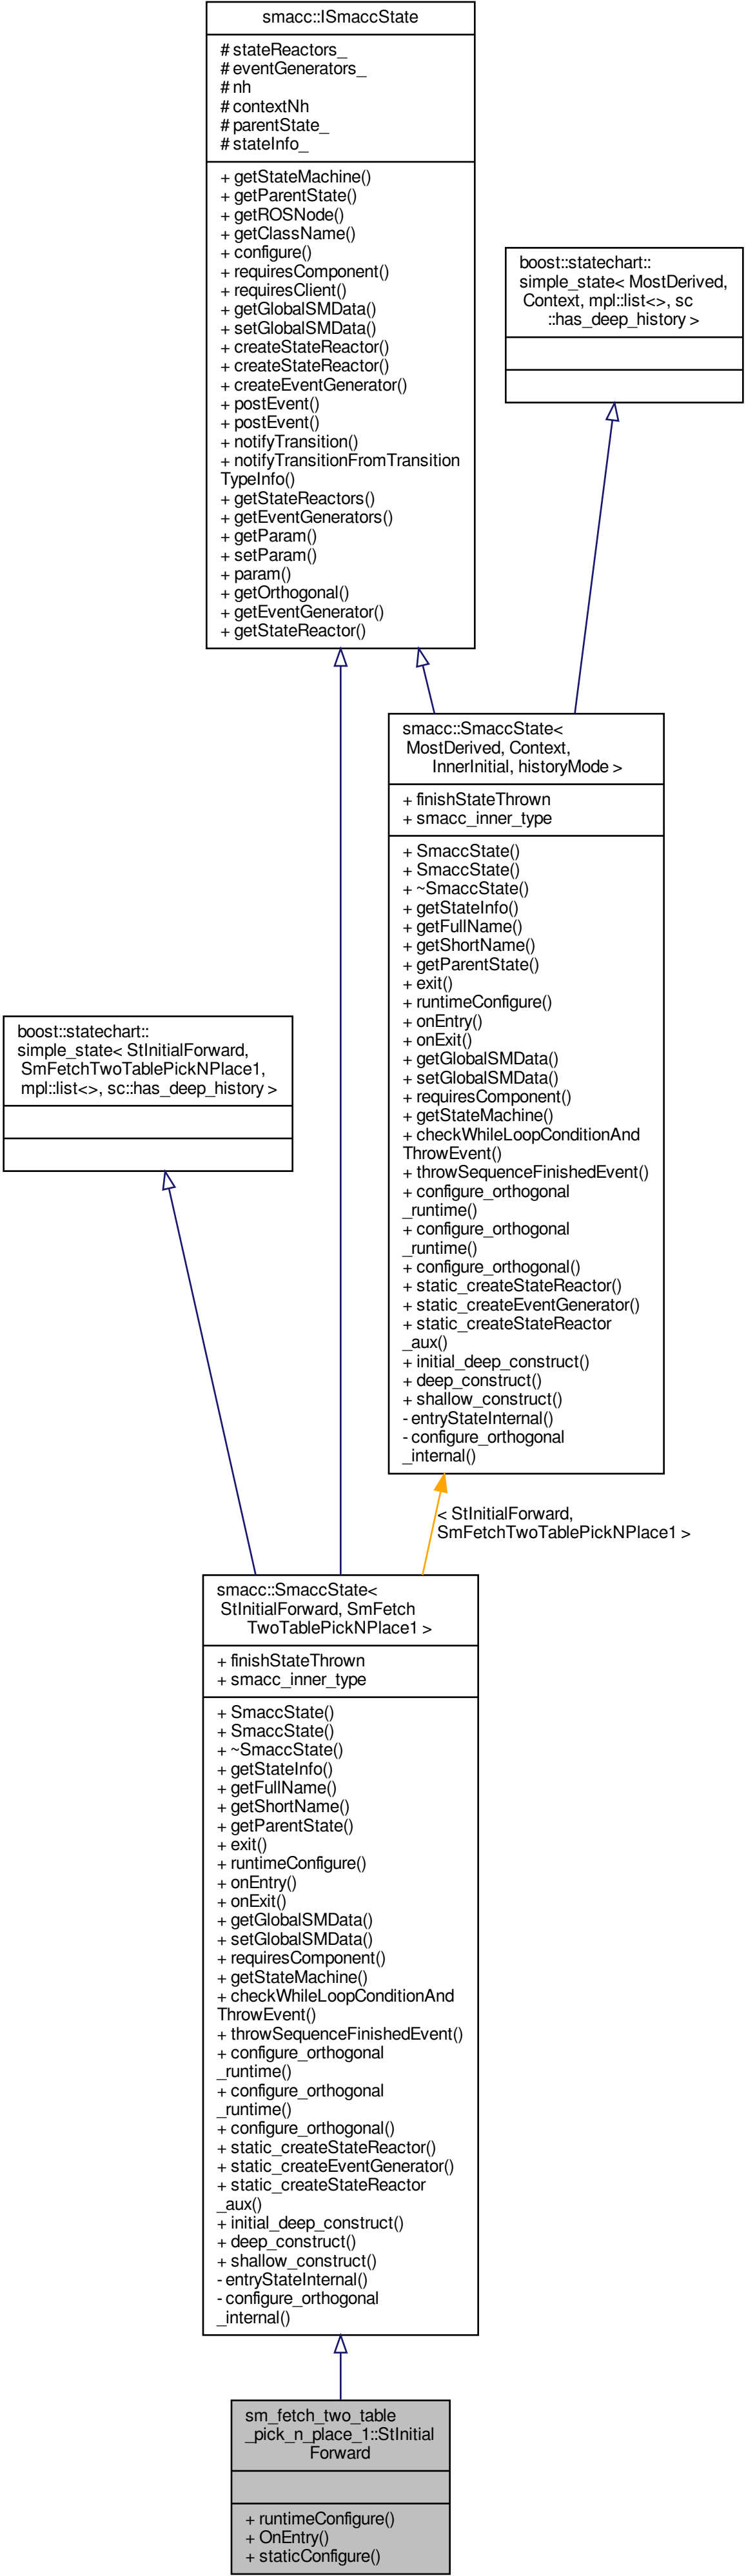 smacc::ISmaccState
# stateReactors_
# eventGenerators_
# nh
# contextNh
# parentState_
# stateInfo_
+ getStateMachine()
+ getParentState()
+ getROSNode()
+ getClassName()
+ configure()
+ requiresComponent()
+ requiresClient()
+ getGlobalSMData()
+ setGlobalSMData()
+ createStateReactor()
+ createStateReactor()
+ createEventGenerator()
+ postEvent()
+ postEvent()
+ notifyTransition()
+ notifyTransitionFromTransition
TypeInfo()
+ getStateReactors()
+ getEventGenerators()
+ getParam()
+ setParam()
+ param()
+ getOrthogonal()
+ getEventGenerator()
+ getStateReactor()
boost::statechart::
simple_state< MostDerived,
Context, mpl::list<>, sc
::has_deep_history >
smacc::SmaccState<
MostDerived, Context,
InnerInitial, historyMode >
+ finishStateThrown
+ smacc_inner_type
+ SmaccState()
+ SmaccState()
+ ~SmaccState()
+ getStateInfo()
+ getFullName()
+ getShortName()
+ getParentState()
+ exit()
+ runtimeConfigure()
+ onEntry()
+ onExit()
+ getGlobalSMData()
+ setGlobalSMData()
+ requiresComponent()
+ getStateMachine()
+ checkWhileLoopConditionAnd
ThrowEvent()
+ throwSequenceFinishedEvent()
+ configure_orthogonal
_runtime()
+ configure_orthogonal
_runtime()
+ configure_orthogonal()
+ static_createStateReactor()
+ static_createEventGenerator()
+ static_createStateReactor
_aux()
+ initial_deep_construct()
+ deep_construct()
+ shallow_construct()
- entryStateInternal()
- configure_orthogonal
_internal()
boost::statechart::
simple_state< StInitialForward,
SmFetchTwoTablePickNPlace1,
mpl::list<>, sc::has_deep_history >
< StInitialForward,
SmFetchTwoTablePickNPlace1 >
smacc::SmaccState<
StInitialForward, SmFetch
TwoTablePickNPlace1 >
+ finishStateThrown
+ smacc_inner_type
+ SmaccState()
+ SmaccState()
+ ~SmaccState()
+ getStateInfo()
+ getFullName()
+ getShortName()
+ getParentState()
+ exit()
+ runtimeConfigure()
+ onEntry()
+ onExit()
+ getGlobalSMData()
+ setGlobalSMData()
+ requiresComponent()
+ getStateMachine()
+ checkWhileLoopConditionAnd
ThrowEvent()
+ throwSequenceFinishedEvent()
+ configure_orthogonal
_runtime()
+ configure_orthogonal
_runtime()
+ configure_orthogonal()
+ static_createStateReactor()
+ static_createEventGenerator()
+ static_createStateReactor
_aux()
+ initial_deep_construct()
+ deep_construct()
+ shallow_construct()
- entryStateInternal()
- configure_orthogonal
_internal()
sm_fetch_two_table
_pick_n_place_1::StInitial
Forward
+ runtimeConfigure()
+ OnEntry()
+ staticConfigure()